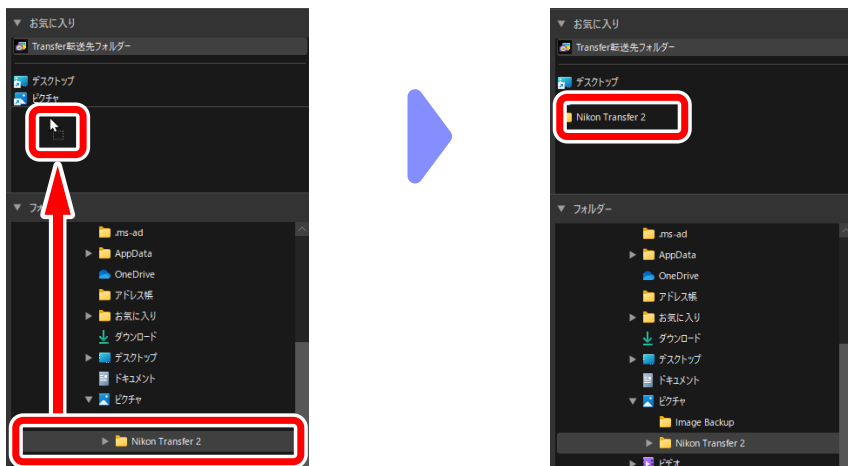 お気に入り
Transfer転送先フォルダー
デスクトップ
ピクチャ
.ms-ad
AppData
OneDrive
アドレス帳
お気に入り
ダウンロード
デスクトップ
ドキュメント
ピクチャ
Nikon Transfer 2
お気に入り
Transfer転送先フォルダー
デスクトップ
Nikon Transfer 2
フォルダー
.ms-ad
AppData
OneDrive
アドレス帳
お気に入り
ダウンロード
デスクトップ
ドキュメント
ピクチャ
Image Backup
Nikon Transfer 2
ビデオ